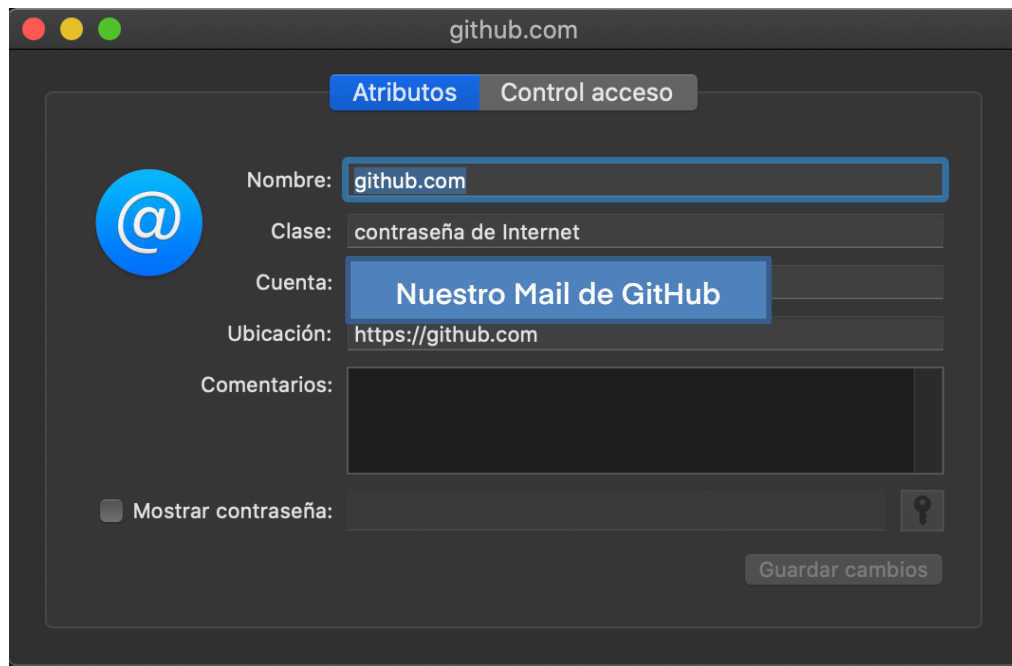 github.com
Atributos Control acceso
Nombre: github.com
Clase: contraseña de Internet
Cuenta: Nuestro Mail de GitHub
Ubicación: https://github.com
Comentarios:
Mostrar contraseña:
Guardar cambios